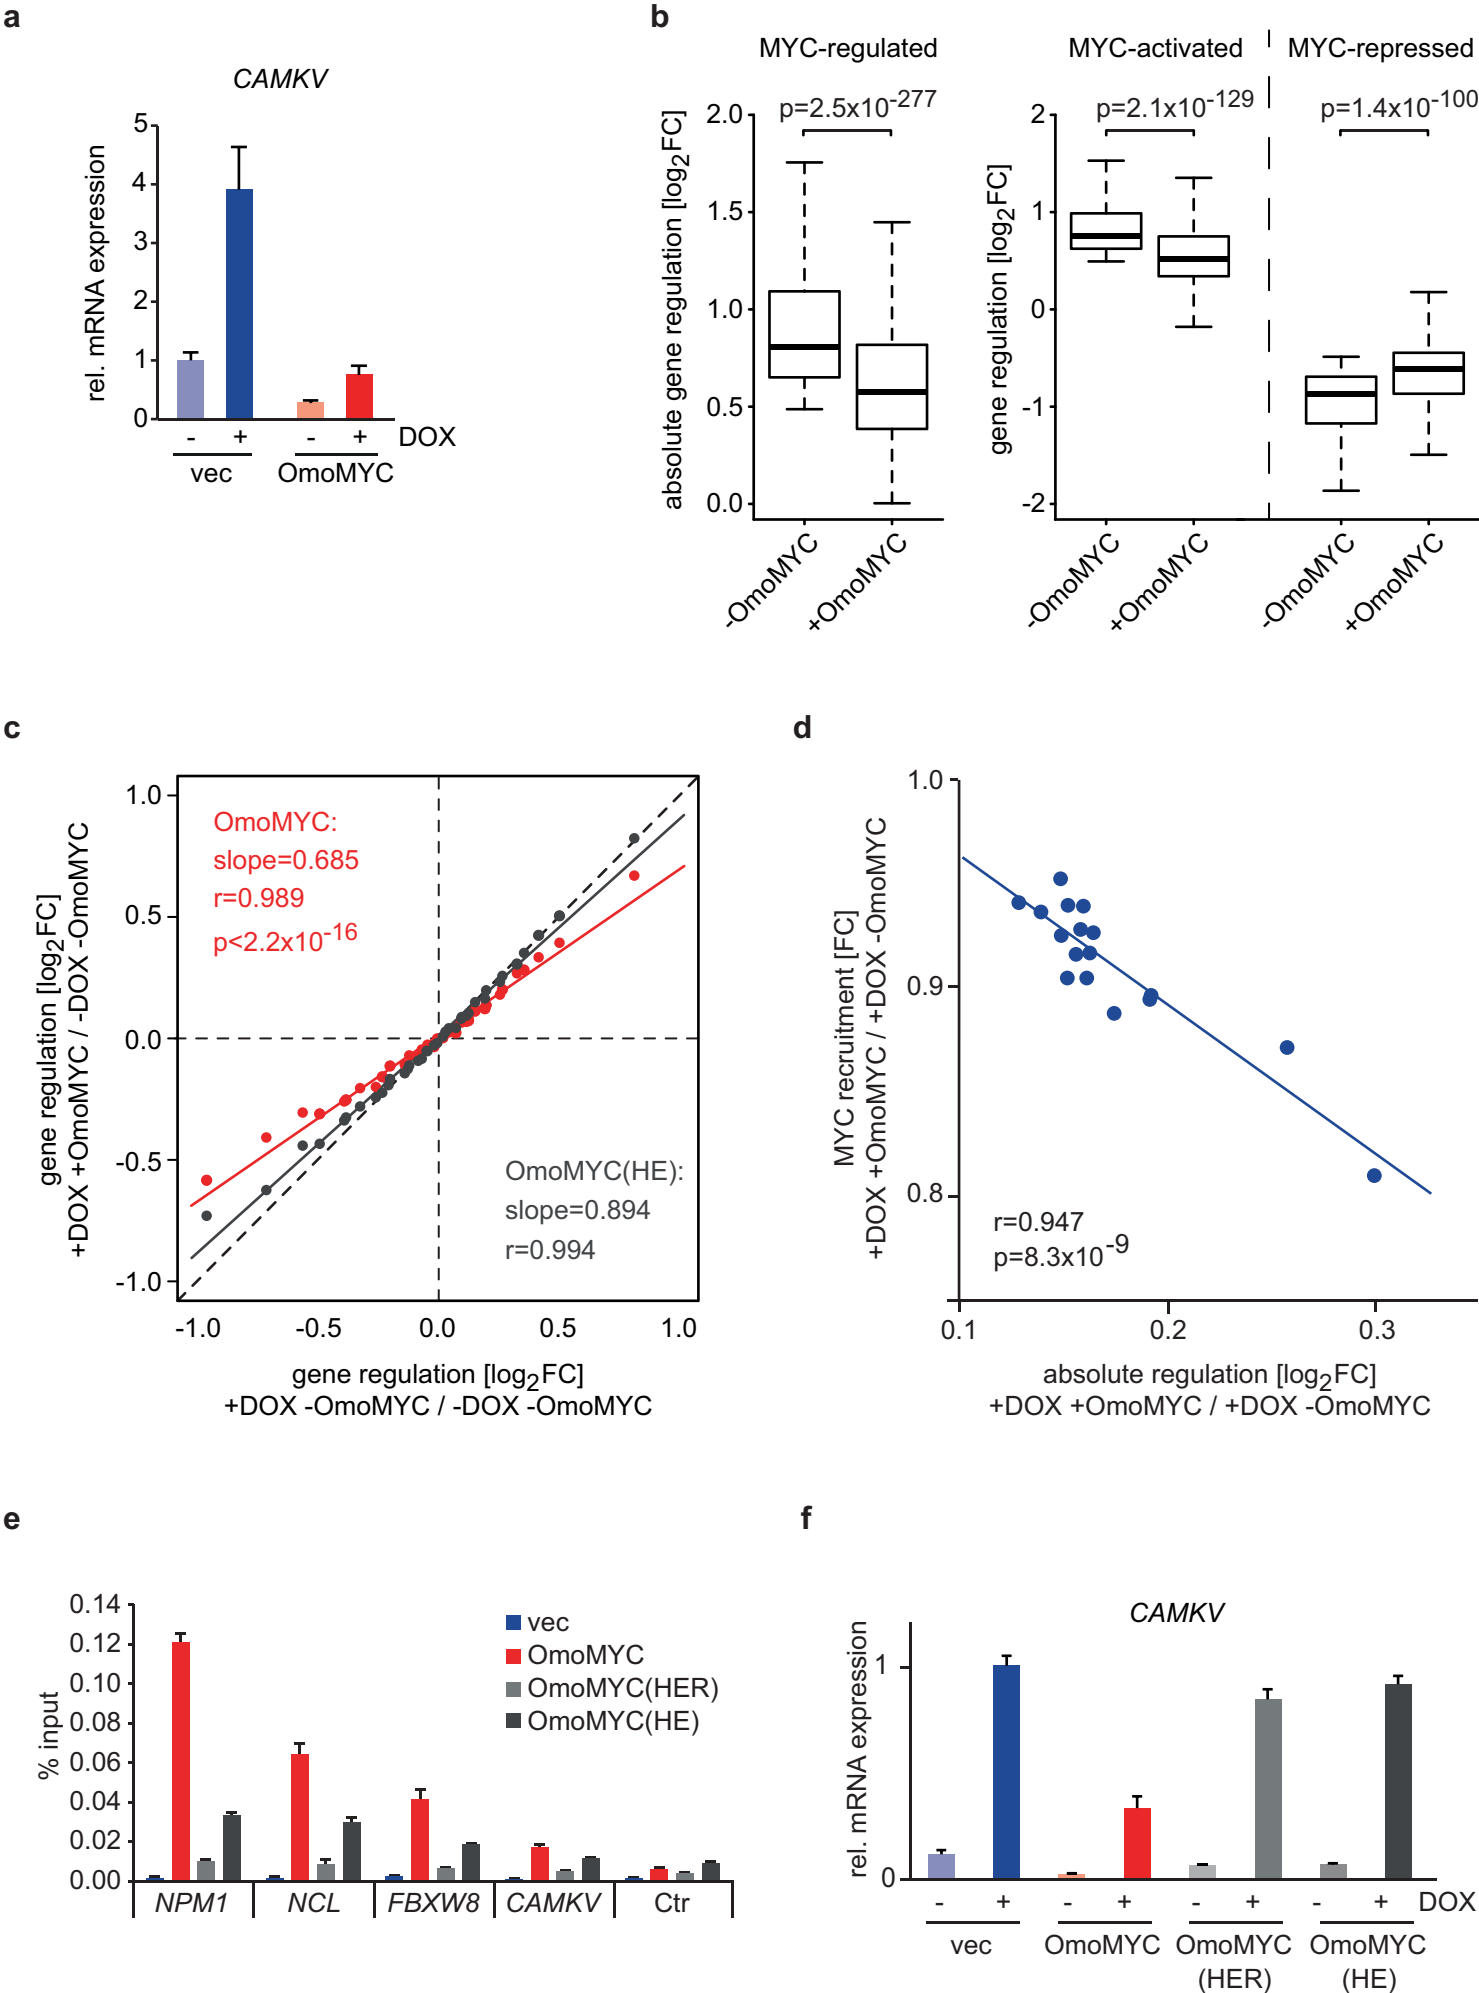 a
CAMKV
rel. mRNA expression
5
4
3
2
1
0
- + - + DOX
vec OmoMYC
b
MYC-regulated
p=2.5x10-277
absolute gene regulation [log2FC]
2.0
1.5
1.0
0.5
0.0
-OmoMYC +OmoMYC
MYC-activated MYC-repressed
p=2.1x10-129 p=1.4x10-100
gene regulation [log2FC]
2
1
0
-1
-2
-OmoMYC +OmoMYC -OmoMYC +OmoMYC
c
gene regulation [log2FC]
+DOX +OmoMYC / -DOX -OmoMYC
1.0
0.5
0.0
-0.5
-1.0
OmoMYC:
slope=0.685
r=0.989
p<2.2x10-16
OmoMYC(HE):
slope=0.894
r=0.994
-1.0 -0.5 0.0 0.5 1.0
gene regulation [log2FC]
+DOX -OmoMYC / -DOX -OmoMYC
d
MYC recruitment [FC]
+DOX +OmoMYC / +DOX -OmoMYC
1.0
0.9
0.8
r=0.947
p=8.3x10-9
0.1 0.2 0.3
absolute regulation [log2FC]
+DOX +OmoMYC / +DOX -OmoMYC
e
% input
0.14
0.12
0.10
0.08
0.06
0.04
0.02
0.00
vec
OmoMYC
OmoMYC(HER)
OmoMYC(HE)
NPM1 NCL FBXW8 CAMKV Ctr
f
CAMKV
rel. mRNA expression
1
0
- + - + - + - + DOX
vec OmoMYC OmoMYC OmoMYC
(HER) (HE)